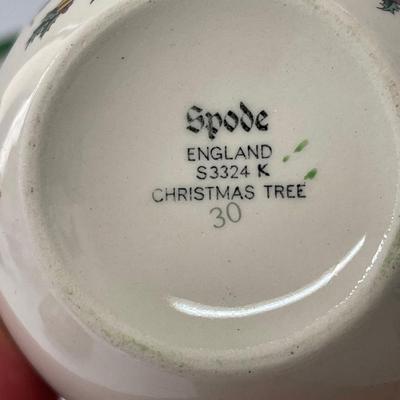 Spode
ENGLAND
S3324 K
CHRISTMAS TREE
30